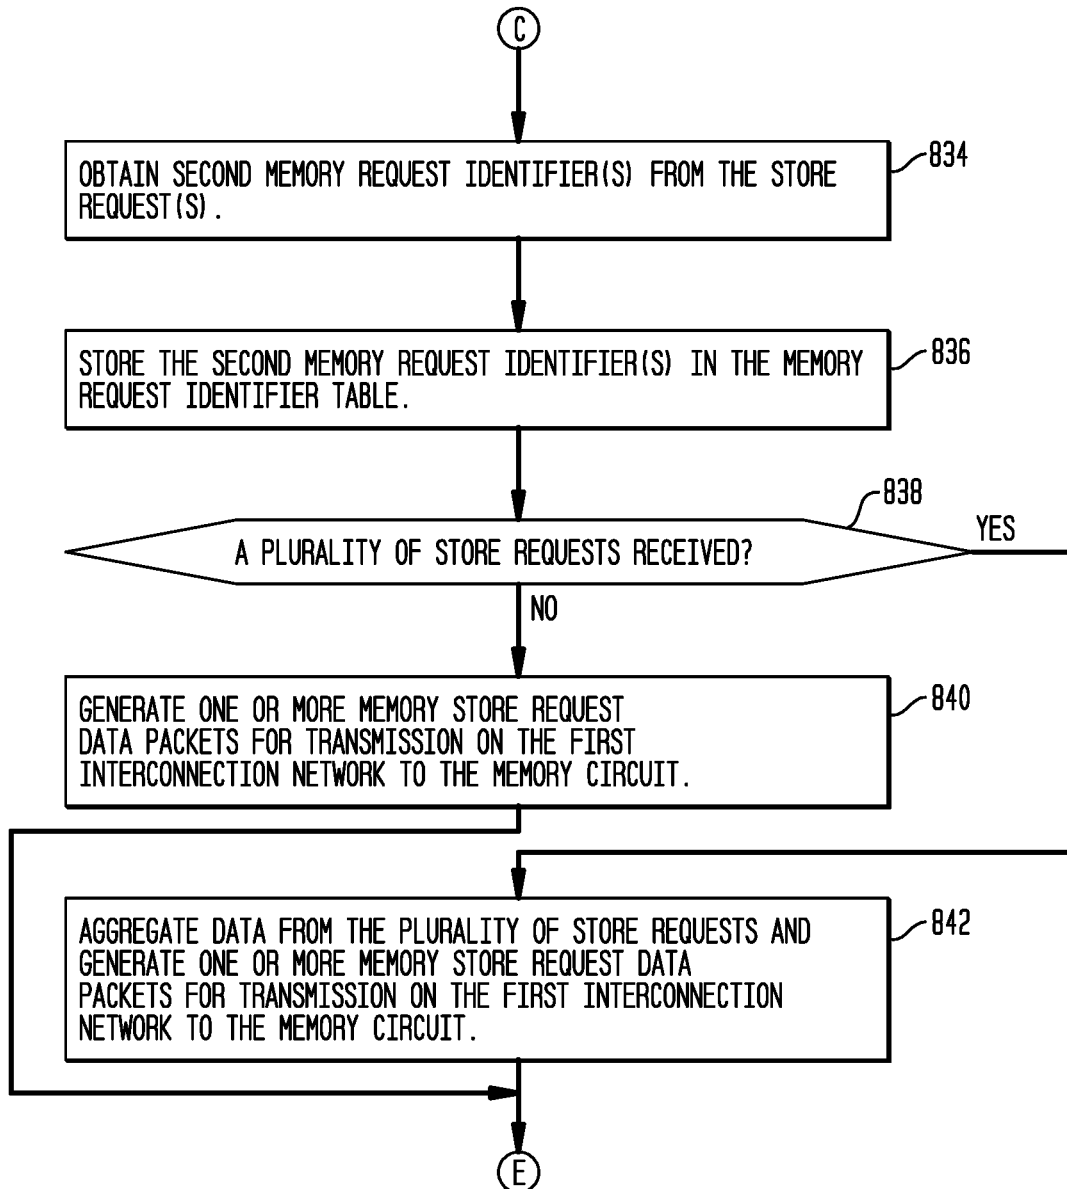 C
834
OBTAIN SECOND MEMORY REQUEST IDENTIFIER(S) FROM THE STORE
REQUEST(S).
836
STORE THE SECOND MEMORY REQUEST IDENTIFIER(S) IN THE MEMORY
REQUEST IDENTIFIER TABLE.
838
A PLURALITY OF STORE REQUESTS RECEIVED?
YES
NO
840
GENERATE ONE OR MORE MEMORY STORE REQUEST
DATA PACKETS FOR TRANSMISSION ON THE FIRST
INTERCONNECTION NETWORK TO THE MEMORY CIRCUIT.
842
AGGREGATE DATA FROM THE PLURALITY OF STORE REQUESTS AND
GENERATE ONE OR MORE MEMORY STORE REQUEST DATA
PACKETS FOR TRANSMISSION ON THE FIRST INTERCONNECTION
NETWORK TO THE MEMORY CIRCUIT.
E